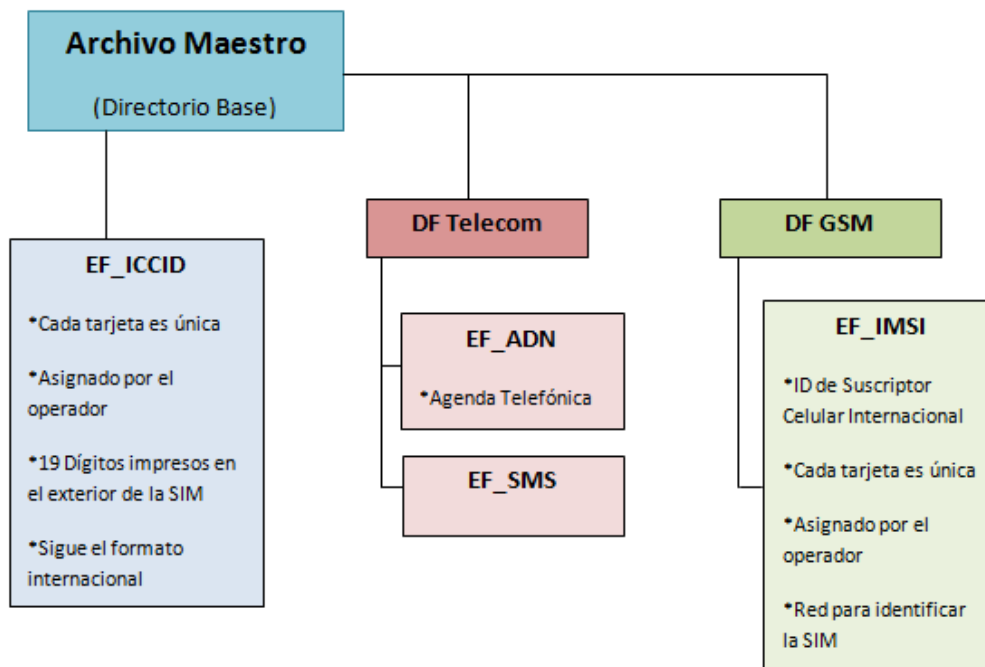 Archivo Maestro
(Directorio Base)
DF Telecom
DF GSM
EF_ICCID
*Cada tarjeta es única
*Asignado por el
operador
*19 Dígitos impresos en
el exterior de la SIM
*Sigue el formato
internacional
EF_ADN
*Agenda Telefónica
EF_SMS
EF_IMSI
*ID de Suscriptor
Celular Internacional
*Cada tarjeta es única
*Asignado por el
operador
*Red para identificar
la SIM